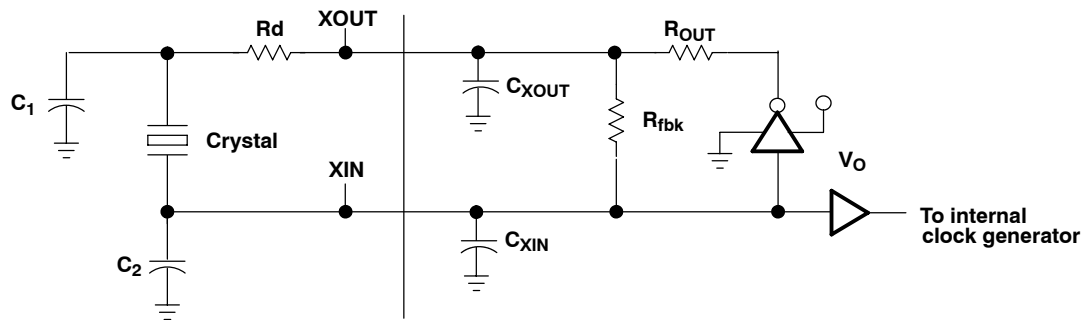 Rd
XOUT
ROUT
C1
CXOUT
Rfbk
Crystal
VO
XIN
To internal
clock generator
CXIN
C2